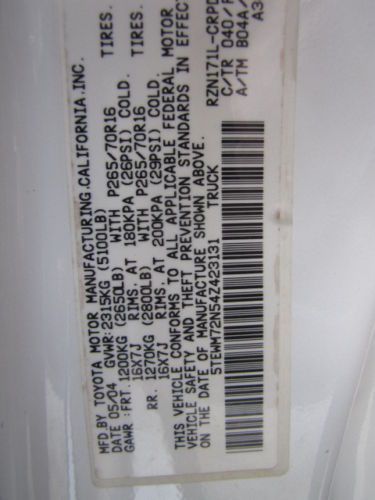 MFD. BY TOYOTA MOTOR MANUFACTURING.CALIFORNIA.INC.
DATE 05/04 GVWR:2315KG (5100LB)
GAWR :FRT.1200KG (2650LB) WITH P265/70R16 TIRES.
16X7J RIMS. AT 180KPA (26PSI) COLD.
RR. 1270KG (2800LB) WITH P265/70R16 TIRES.
16X7J RIMS. AT 200KPA (29PSI) COLD.
THIS VEHICLE CONFORMS TO ALL APPLICABLE FEDERAL MOTOR
VEHICLE SAFETY AND THEFT PREVENTION STANDARDS IN EFFECT
ON THE DATE OF MANUFACTURE SHOWN ABOVE.
5TEWM72N54Z423131 TRUCK
RZN171L-CRPD
C/TR 040/F
A/TM B04A/
A3